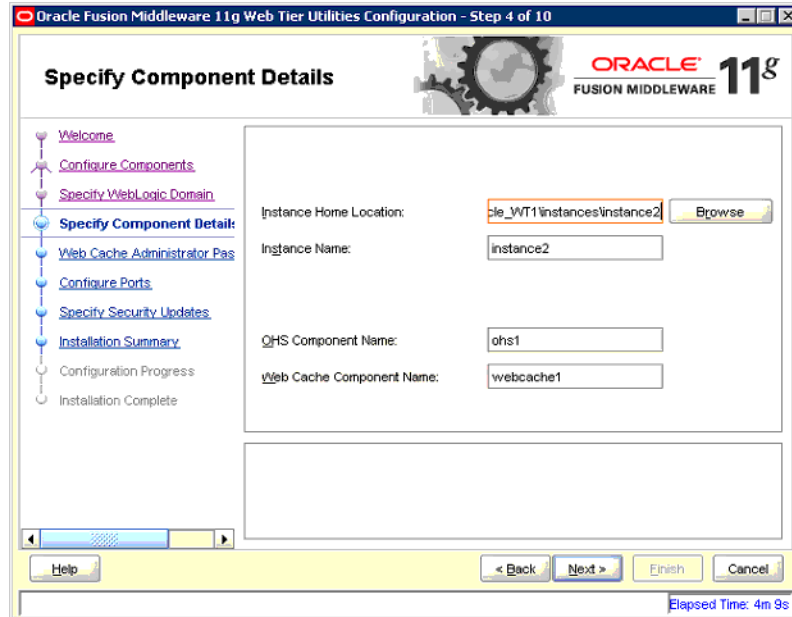 Oracle Fusion Middleware 11g Web Tier Utilities Configuration - Step 4 of 10
Specify Component Details
ORACLE
FUSION MIDDLEWARE
11g
Welcome
Configure Components
Specify WebLogic Domain
Specify Component Details
Web Cache Administrator Pas
Configure Ports
Specify Security Updates
Installation Summary
Configuration Progress
Installation Complete
Instance Home Location:
cle_WT1\instances\instance2
Browse
Instance Name:
instance2
OHS Component Name:
ohs1
Web Cache Component Name:
webcache1
Help
< Back
Next >
Finish
Cancel
Elapsed Time: 4m 9s